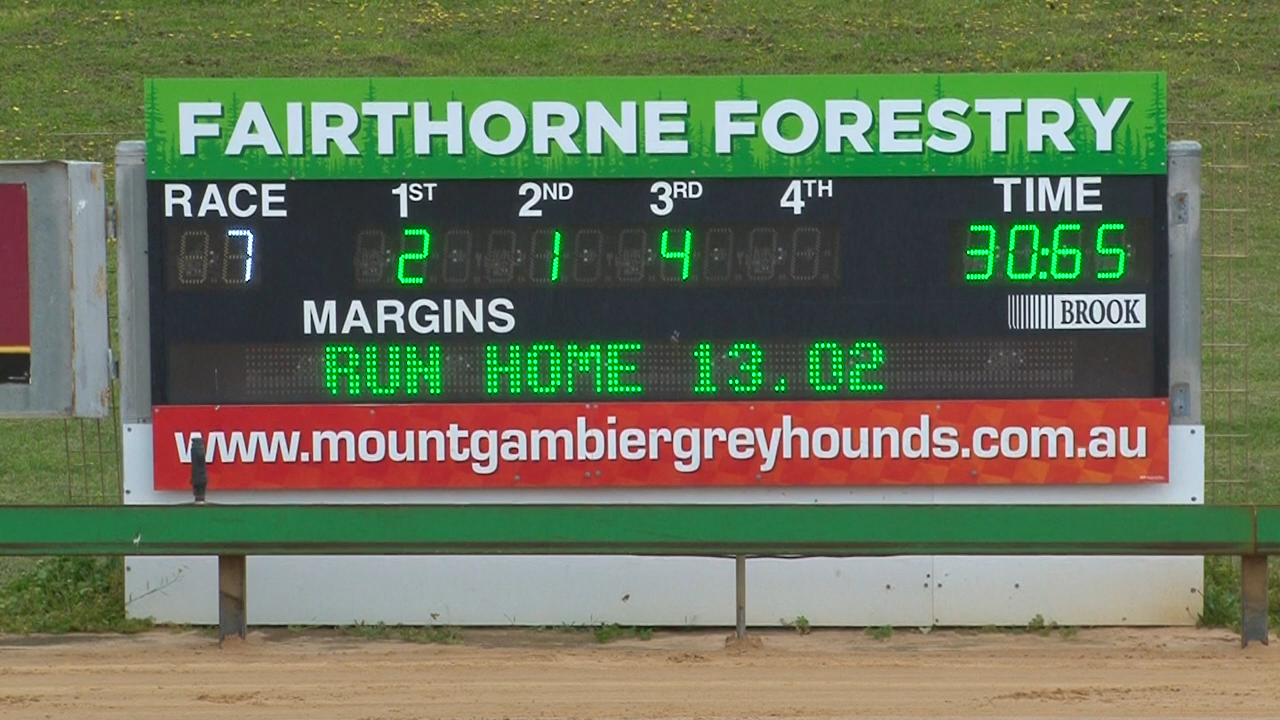 FAIRTHORNE FORESTRY
RACE 1ST 2ND 3RD 4TH TIME
7 2 1 4 30:65
MARGINS
BROOK
RUN HOME 13.02
www.mountgambiergreyhounds.com.au